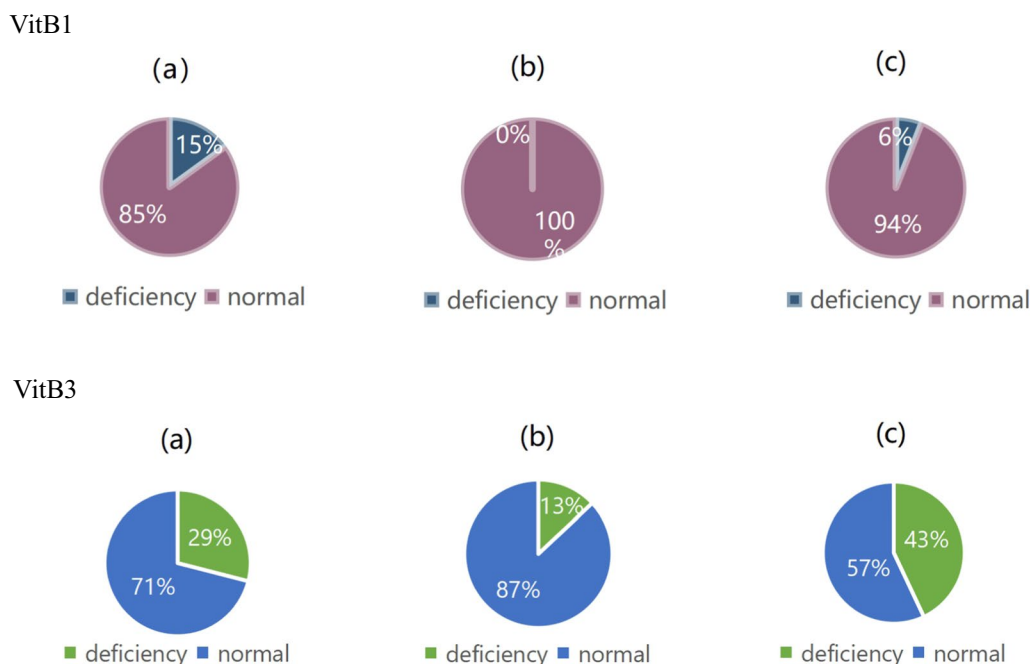 VitB1
(a)
(b)
(c)
15%
85%
0%
100
%
6%
94%
deficiency normal
deficiency normal
deficiency normal
VitB3
(a)
(b)
(c)
29%
71%
13%
87%
43%
57%
deficiency normal
deficiency normal
deficiency normal